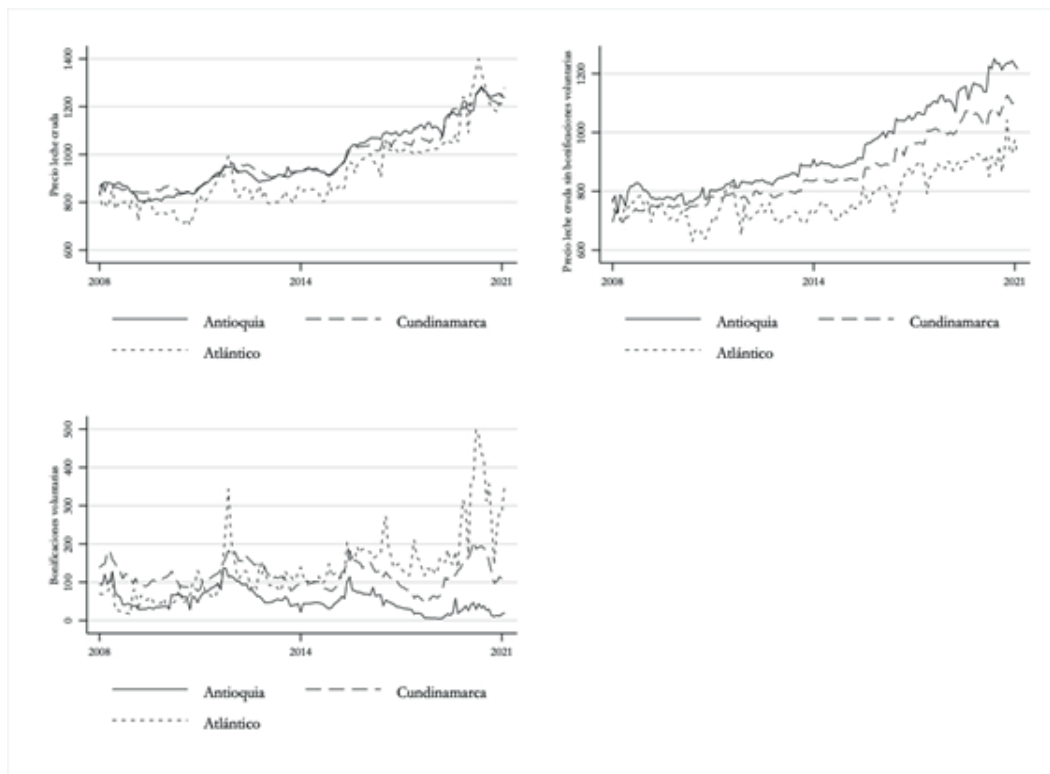 Precio leche cruda
1400
1200
1000
800
600
2008
2014
2021
Antioquia
Cundinamarca
Atlántico
Precio leche cruda sin bonificaciones voluntarias
1200
1000
800
600
2008
2014
2021
Antioquia
Cundinamarca
Atlántico
Bonificaciones voluntarias
500
400
300
200
100
0
2008
2014
2021
Antioquia
Cundinamarca
Atlántico